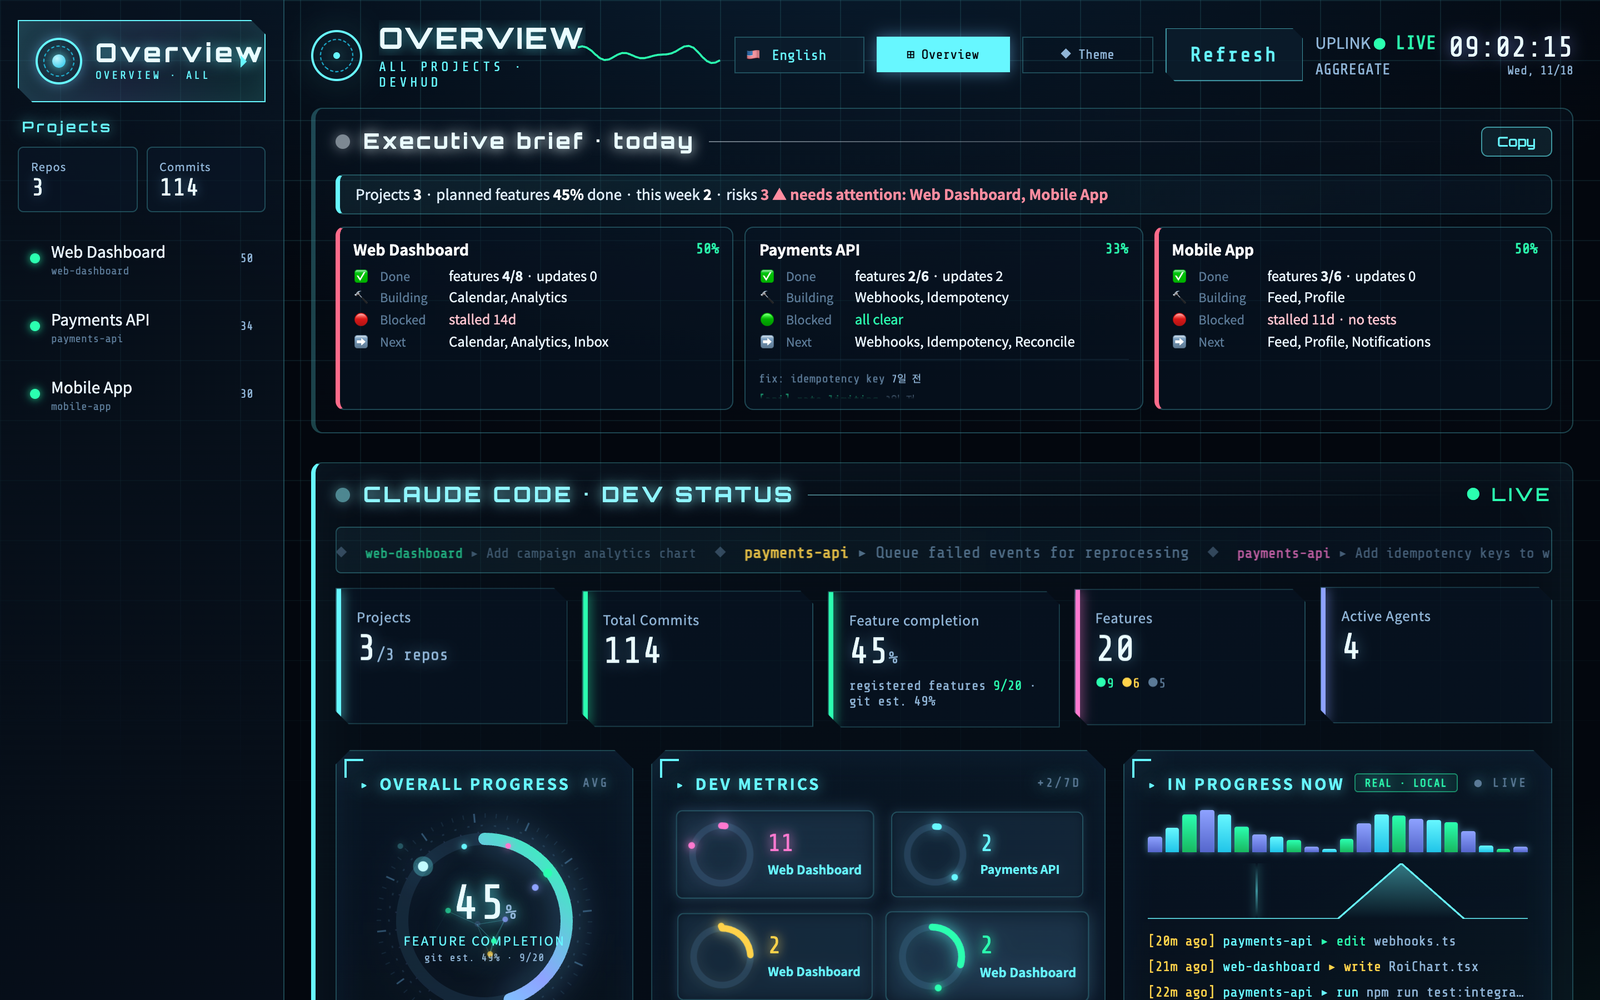 Overview
OVERVIEW · ALL
Projects
Repos
3
Commits
114
Web Dashboard
web-dashboard
50
Payments API
payments-api
34
Mobile App
mobile-app
30
OVERVIEW
ALL PROJECTS ·
DEVHUD
English
Overview
Theme
Refresh
UPLINK ● LIVE
AGGREGATE
09:02:15
Wed, 11/18
Executive brief · today
Copy
Projects 3 · planned features 45% done · this week 2 · risks 3 ▲ needs attention: Web Dashboard, Mobile App
Web Dashboard 50%
✅ Done features 4/8 · updates 0
🔨 Building Calendar, Analytics
🔴 Blocked stalled 14d
➡️ Next Calendar, Analytics, Inbox
Payments API 33%
✅ Done features 2/6 · updates 2
🔨 Building Webhooks, Idempotency
🟢 Blocked all clear
➡️ Next Webhooks, Idempotency, Reconcile
fix: idempotency key 7일 전
Mobile App 50%
✅ Done features 3/6 · updates 0
🔨 Building Feed, Profile
🔴 Blocked stalled 11d · no tests
➡️ Next Feed, Profile, Notifications
CLAUDE CODE · DEV STATUS
● LIVE
◆ web-dashboard ▸ Add campaign analytics chart ◆ payments-api ▸ Queue failed events for reprocessing ◆ payments-api ▸ Add idempotency keys to w
Projects
3/3 repos
Total Commits
114
Feature completion
45%
registered features 9/20 ·
git est. 49%
Features
20
●9 ●6 ●5
Active Agents
4
▸ OVERALL PROGRESS AVG
45%
FEATURE COMPLETION
git est. 49% · 9/20
▸ DEV METRICS +2/7D
11
Web Dashboard
2
Payments API
2
Web Dashboard
2
Web Dashboard
▸ IN PROGRESS NOW REAL · LOCAL ● LIVE
[20m ago] payments-api ▸ edit webhooks.ts
[21m ago] web-dashboard ▸ write RoiChart.tsx
[22m ago] payments-api ▸ run npm run test:integra…